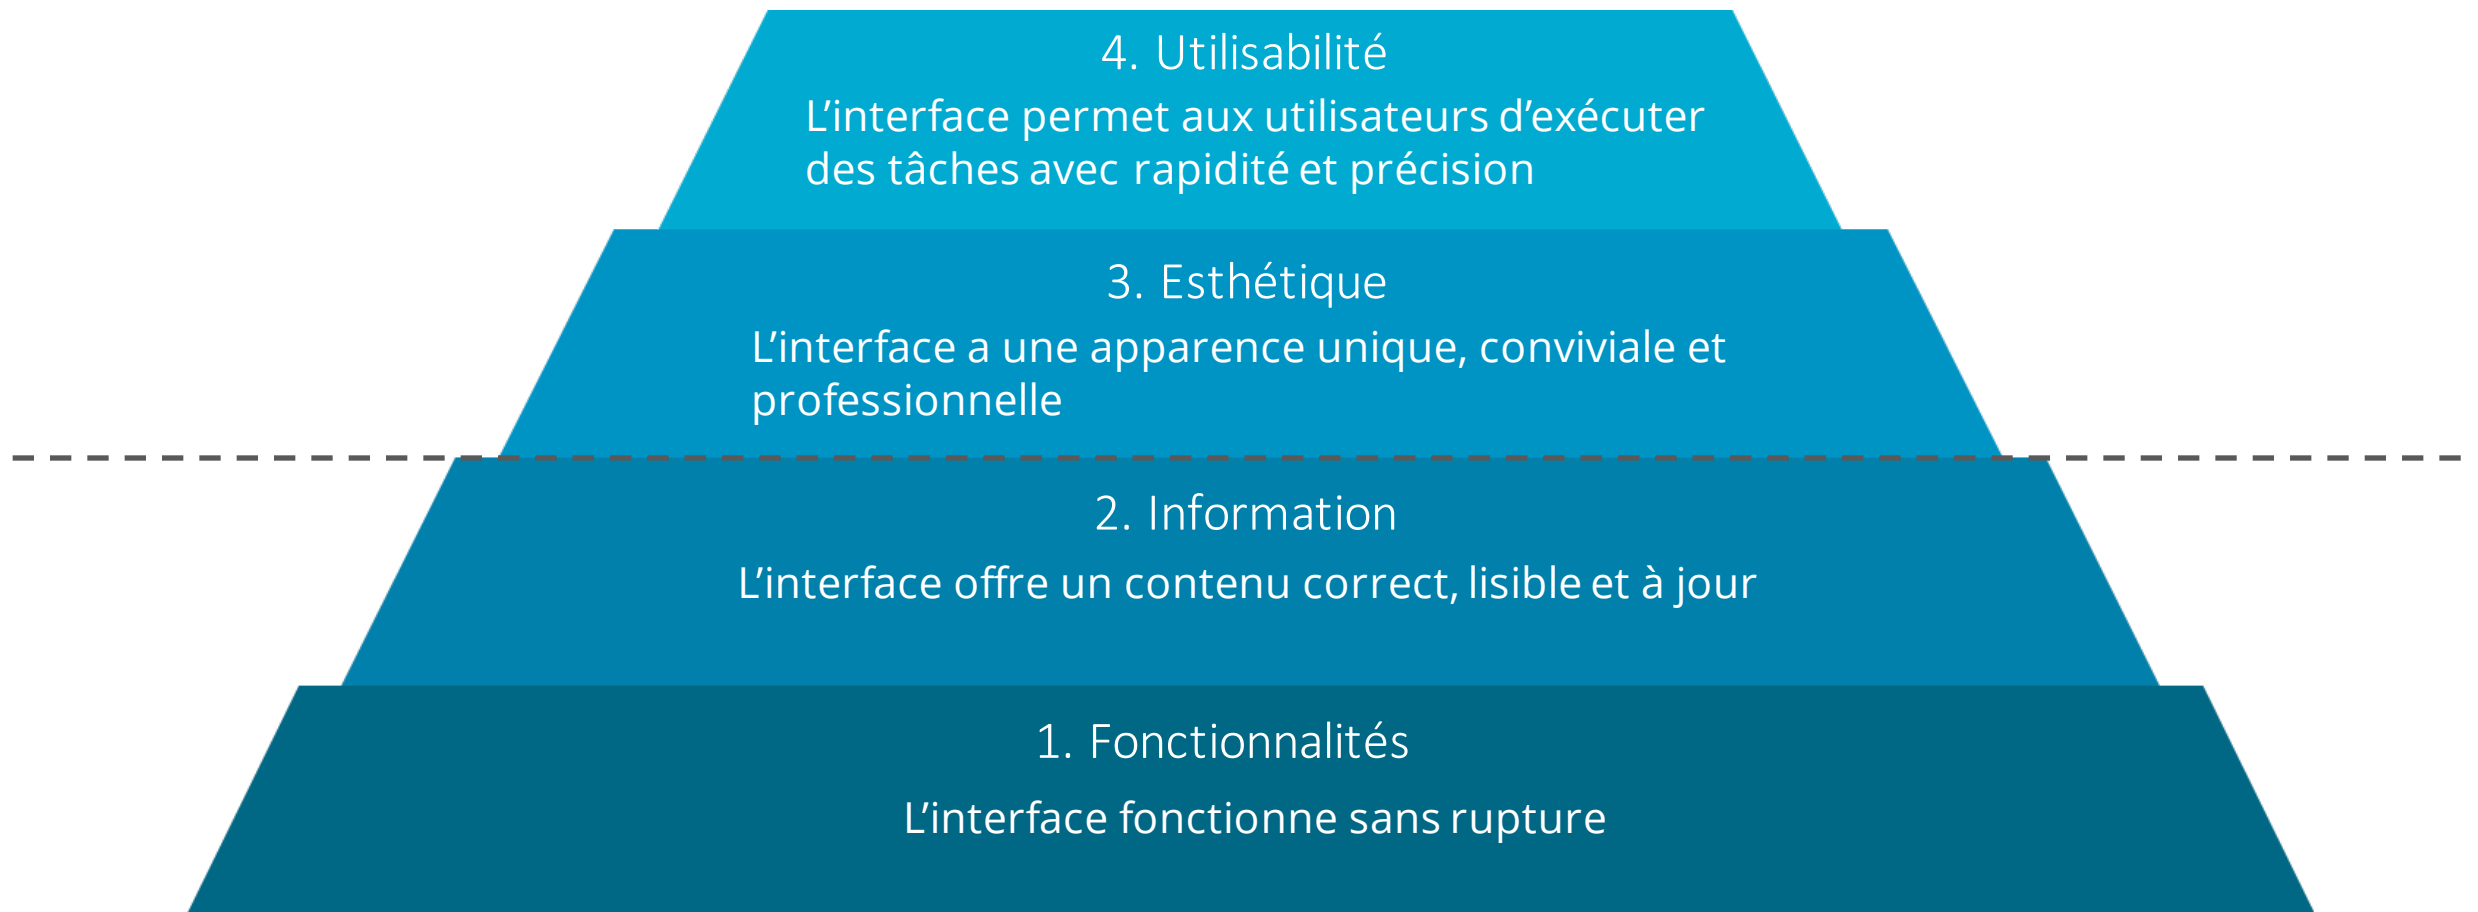 4. Utilisabilité
L’interface permet aux utilisateurs d’exécuter
des tâches avec rapidité et précision
3. Esthétique
L’interface a une apparence unique, conviviale et
professionnelle
2. Information
L’interface offre un contenu correct, lisible et à jour
1. Fonctionnalités
L’interface fonctionne sans rupture